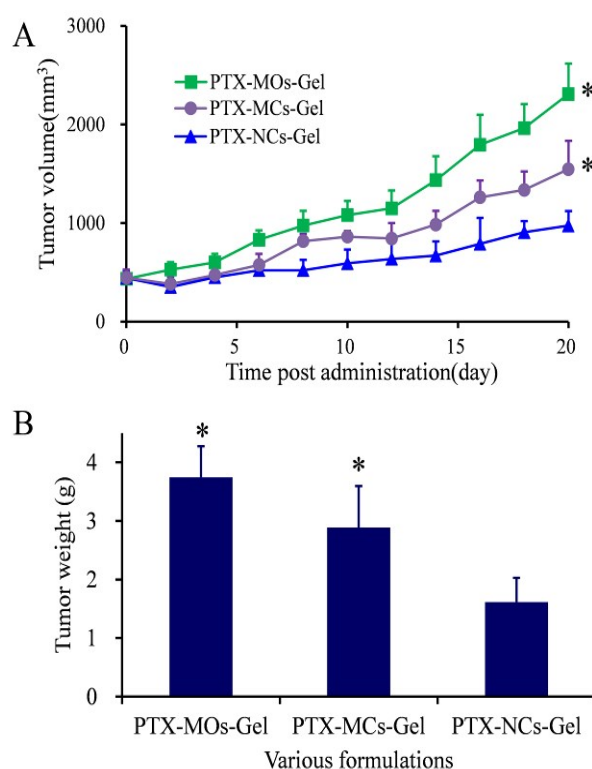 A
3000
2000
1000
0
Tumor volume(mm³)
PTX-MOs-Gel
PTX-MCs-Gel
PTX-NCs-Gel
*
*
0 5 10 15 20
Time post administration(day)
B
4
3
2
1
0
Tumor weight (g)
*
*
PTX-MOs-Gel PTX-MCs-Gel PTX-NCs-Gel
Various formulations